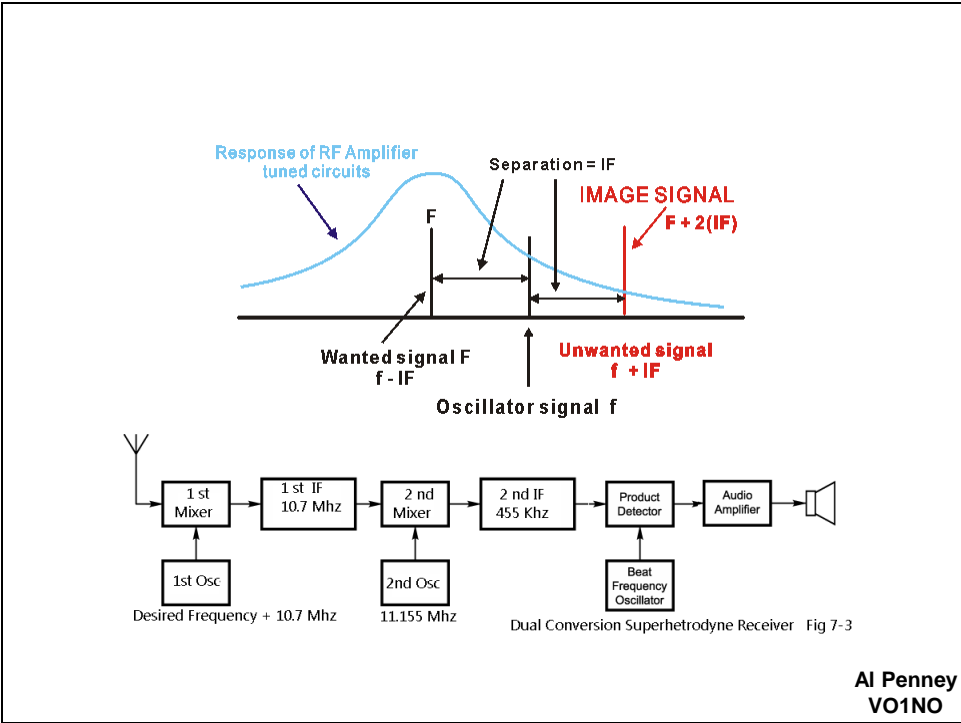 Response of RF Amplifier
tuned circuits
Separation = IF
IMAGE SIGNAL
F + 2(IF)
F
Wanted signal F
f - IF
Unwanted signal
f + IF
Oscillator signal f
1 st
Mixer
1 st IF
10.7 Mhz
2 nd
Mixer
2 nd IF
455 Khz
Product
Detector
Audio
Amplifier
1st Osc
2nd Osc
Beat
Frequency
Oscillator
Desired Frequency + 10.7 Mhz
11.155 Mhz
Dual Conversion Superhetrodyne Receiver Fig 7-3
Al Penney
VO1NO